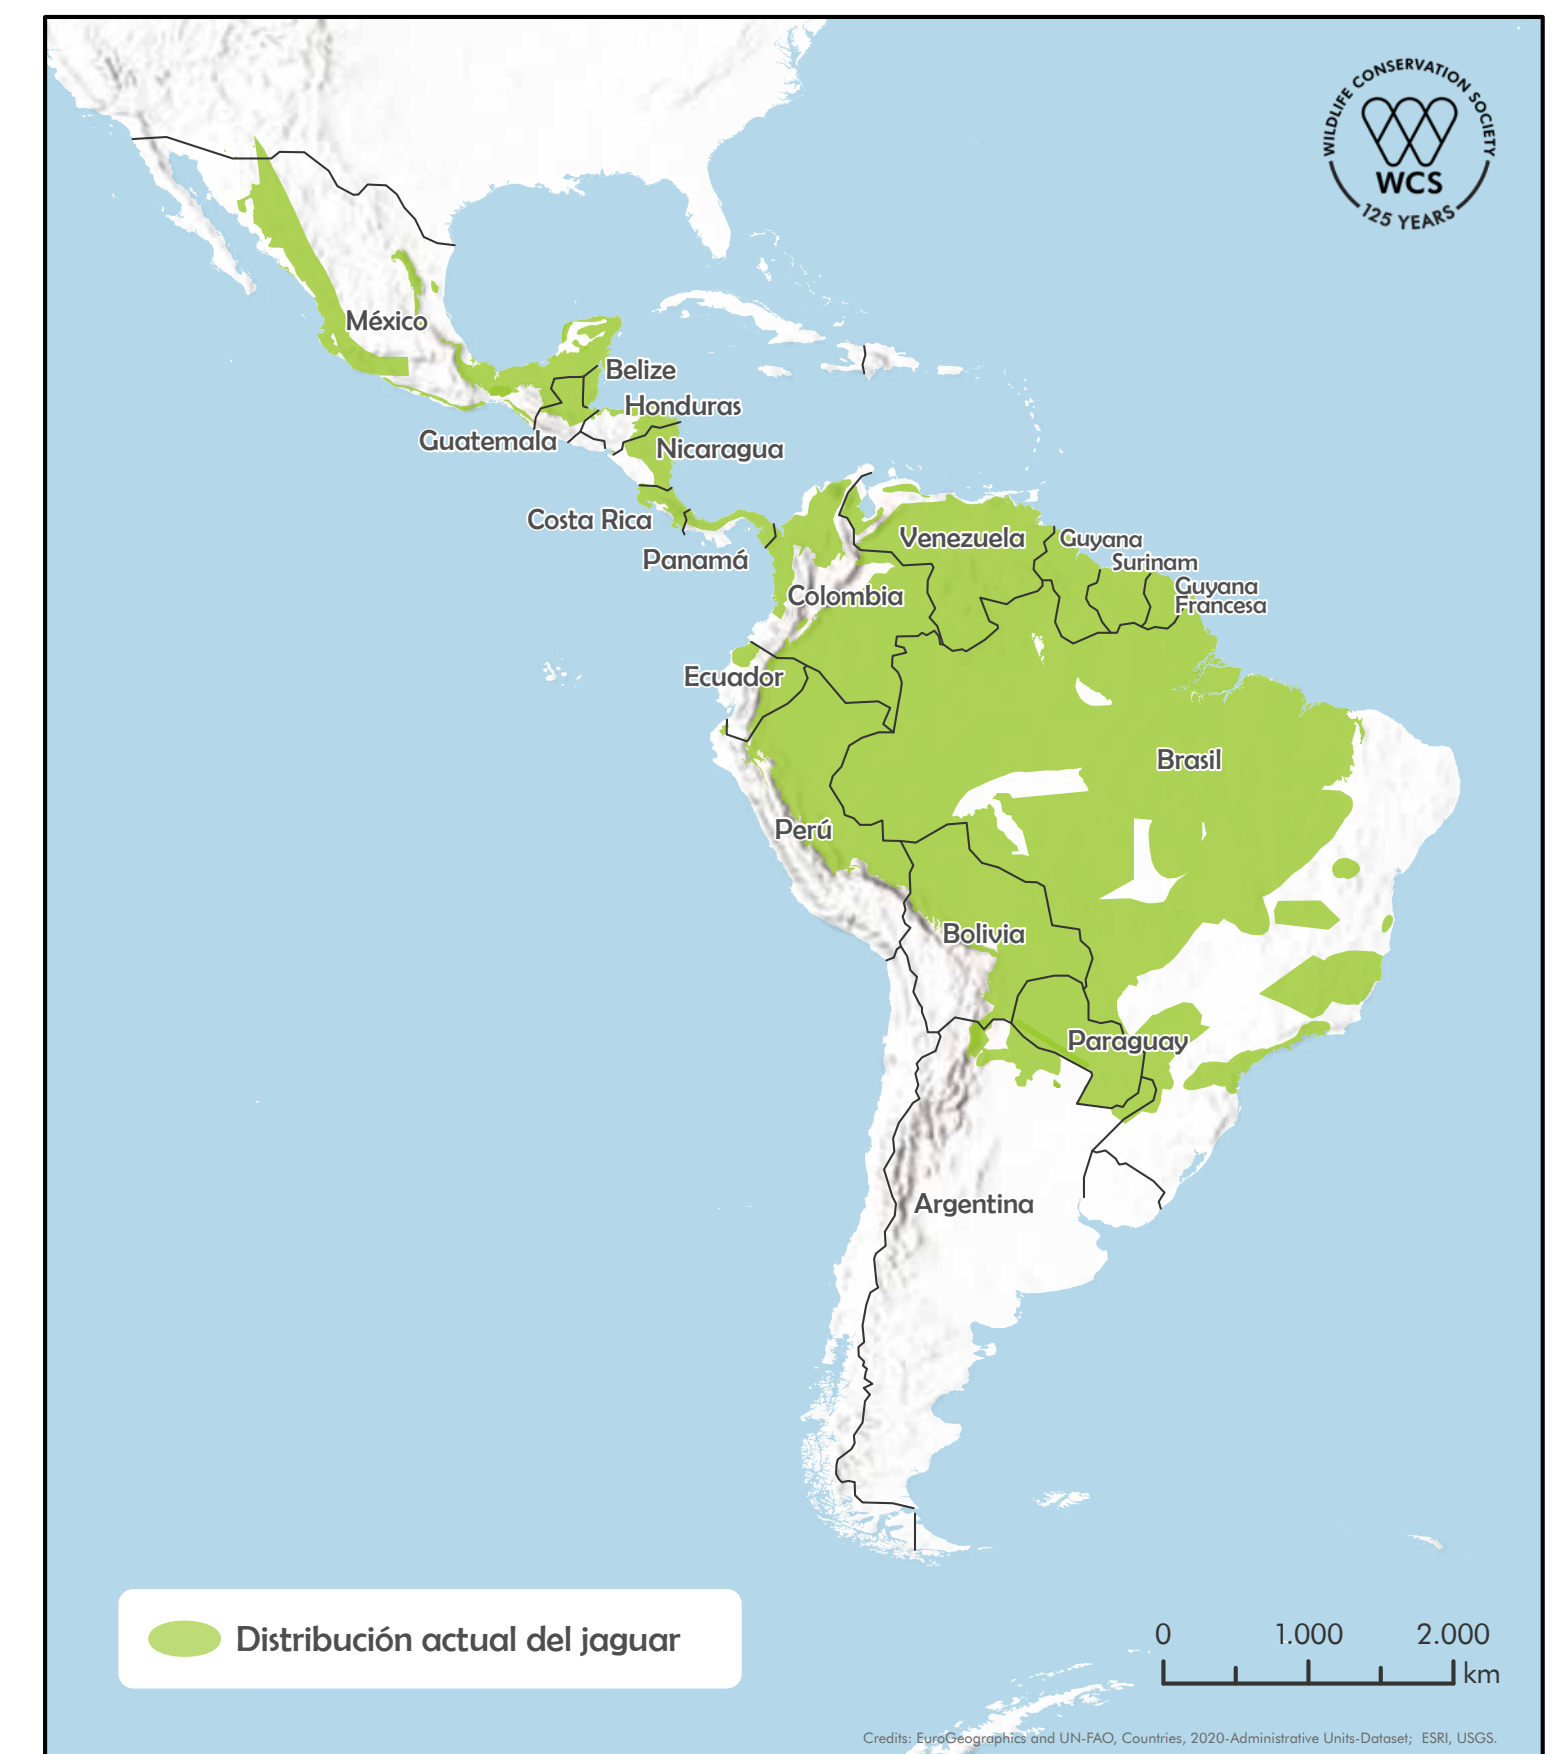 WILDLIFE CONSERVATION SOCIETY
WCS
125 YEARS
México
Belize
Honduras
Guatemala
Nicaragua
Costa Rica
Panamá
Venezuela
Guyana
Surinam
Guyana
Francesa
Colombia
Ecuador
Brasil
Perú
Bolivia
Paraguay
Argentina
Distribución actual del jaguar
0 1.000 2.000
km
Credits: EuroGeographics and UN-FAO, Countries, 2020-Administrative Units-Dataset; ESRI, USGS.